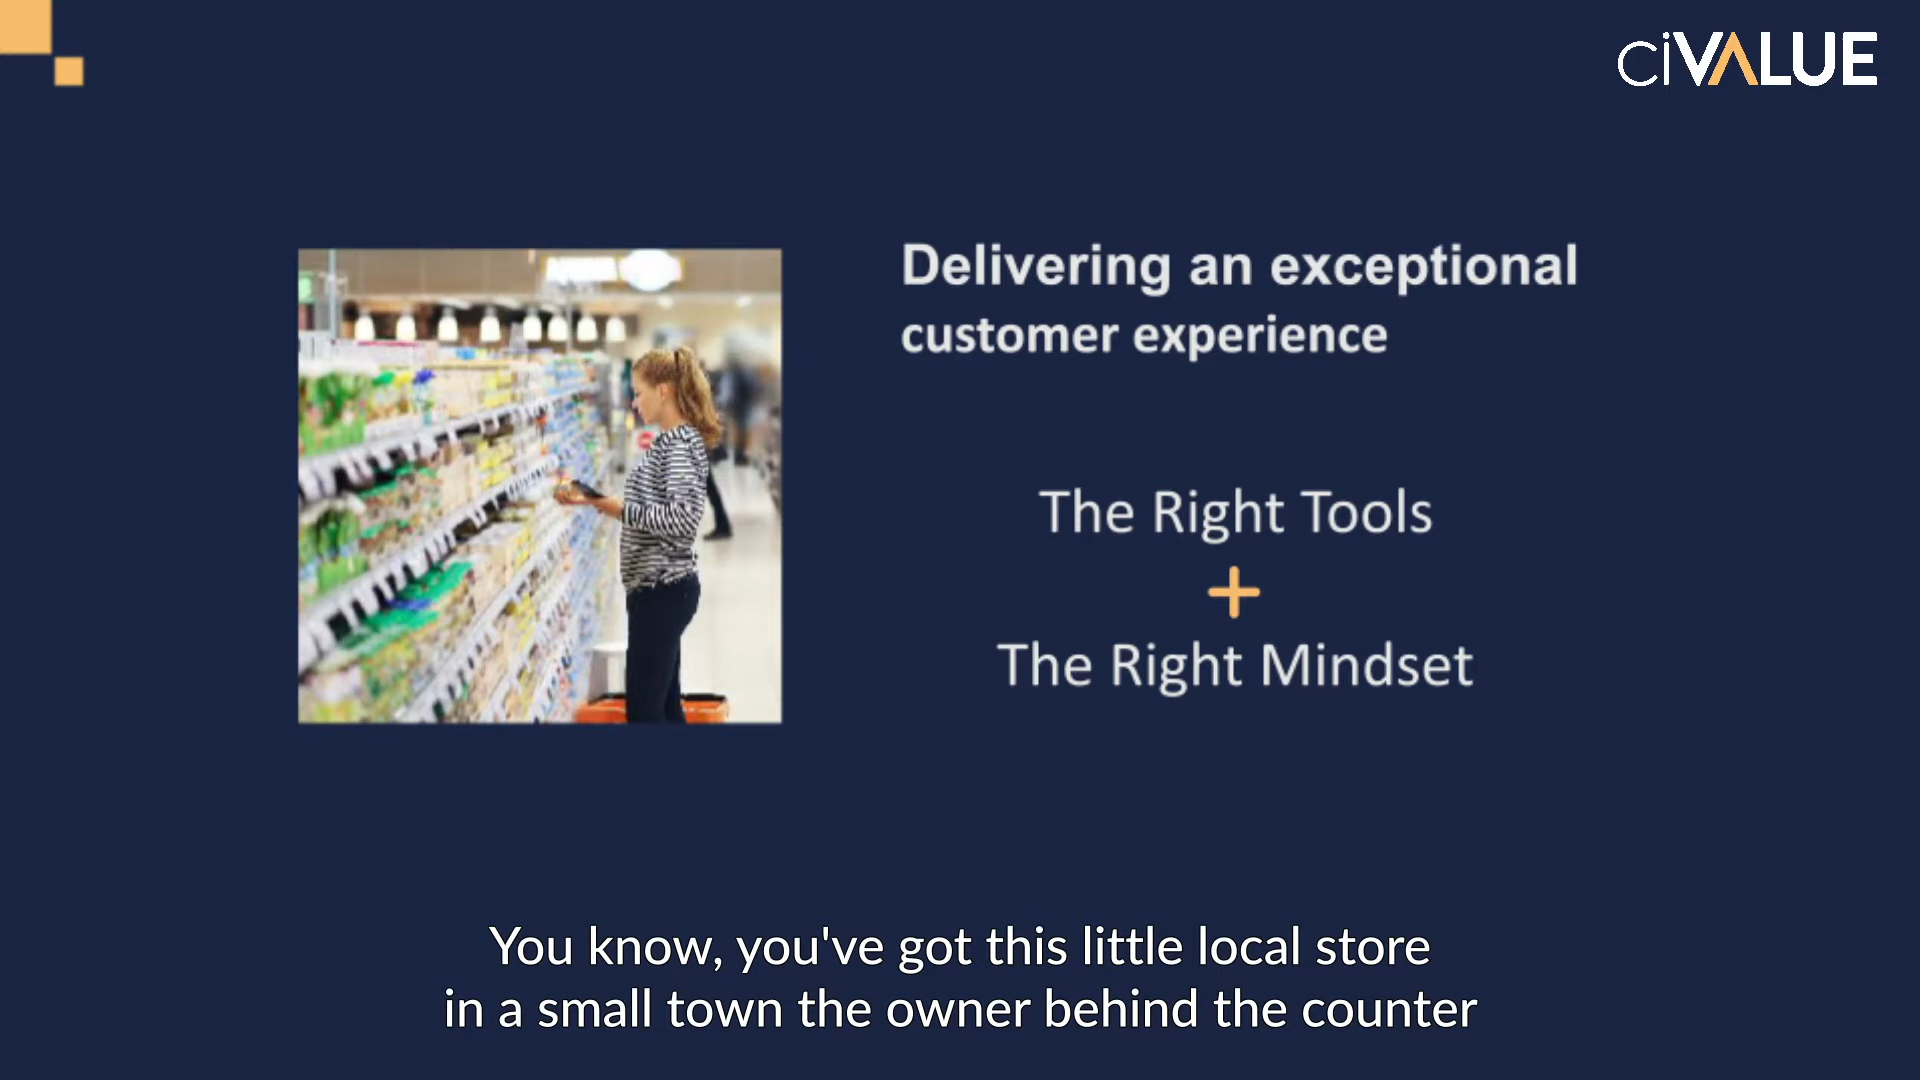 ciVALUE
Delivering an exceptional
customer experience
The Right Tools
+
The Right Mindset
You know, you've got this little local store
in a small town the owner behind the counter